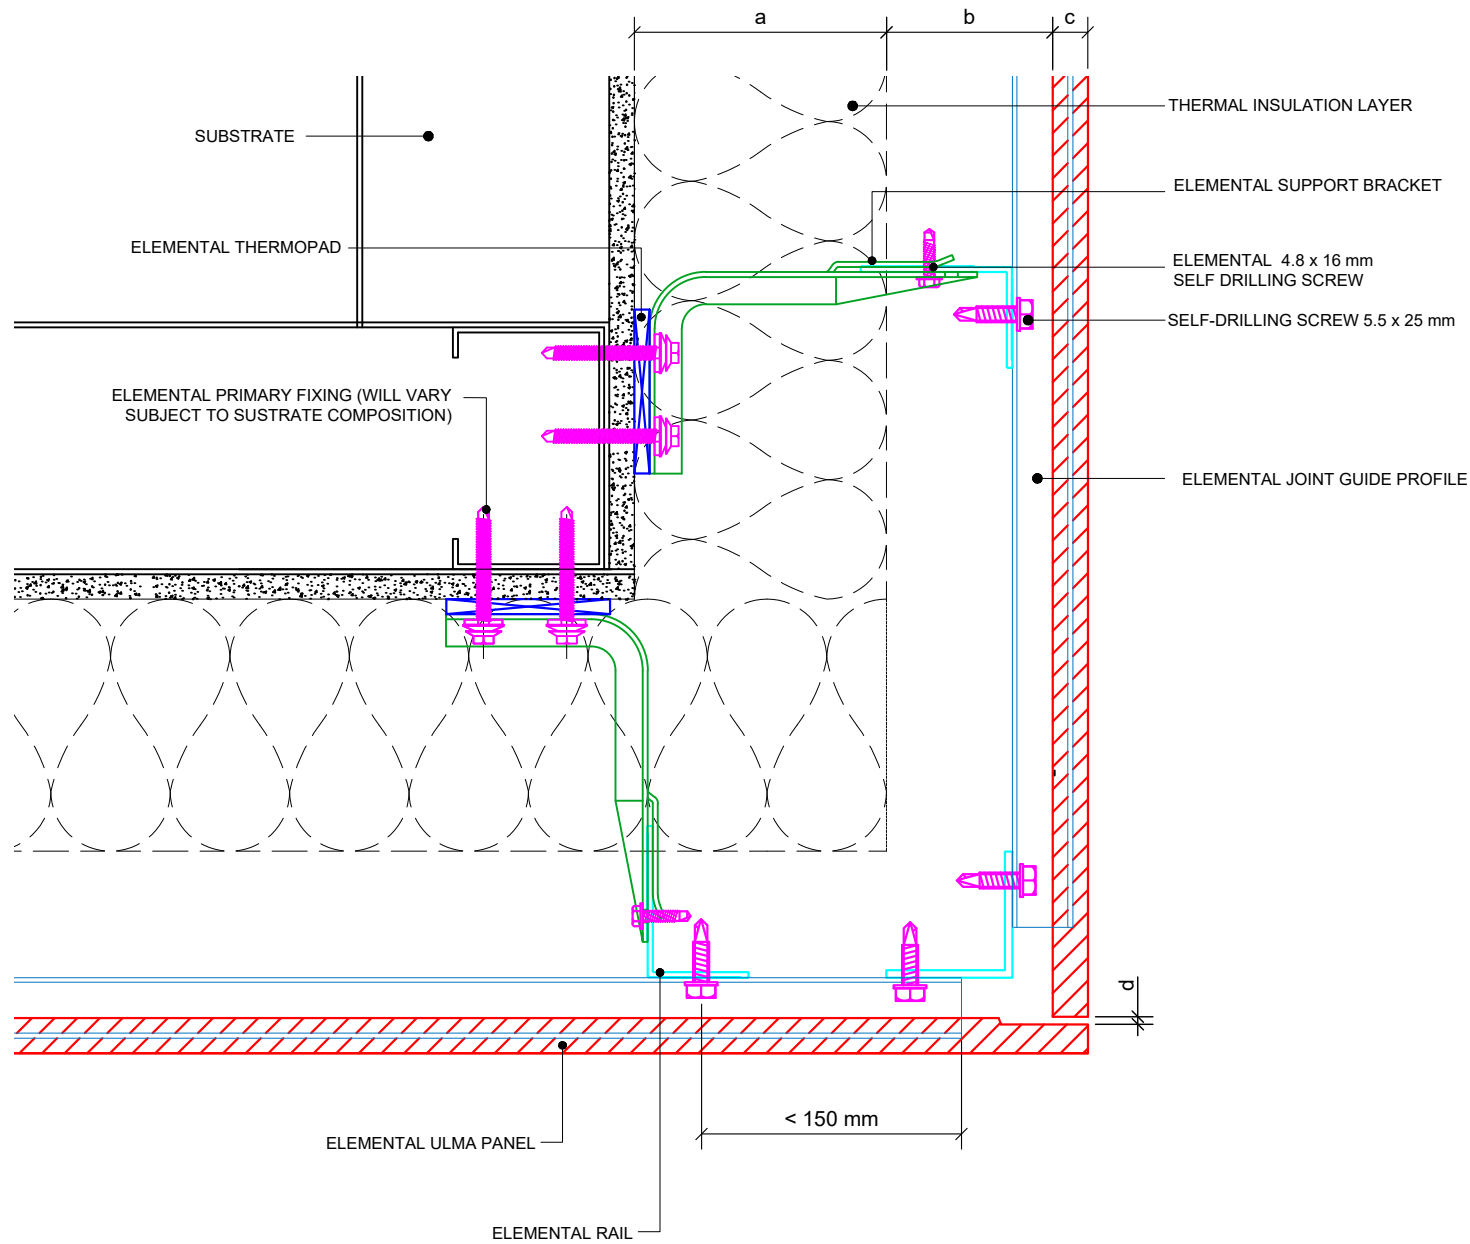 a
b
c
THERMAL INSULATION LAYER
SUBSTRATE
ELEMENTAL SUPPORT BRACKET
ELEMENTAL THERMOPAD
ELEMENTAL 4.8 x 16 mm
SELF DRILLING SCREW
SELF-DRILLING SCREW 5.5 x 25 mm
ELEMENTAL PRIMARY FIXING (WILL VARY
SUBJECT TO SUSTRATE COMPOSITION)
ELEMENTAL JOINT GUIDE PROFILE
d
< 150 mm
ELEMENTAL ULMA PANEL
ELEMENTAL RAIL